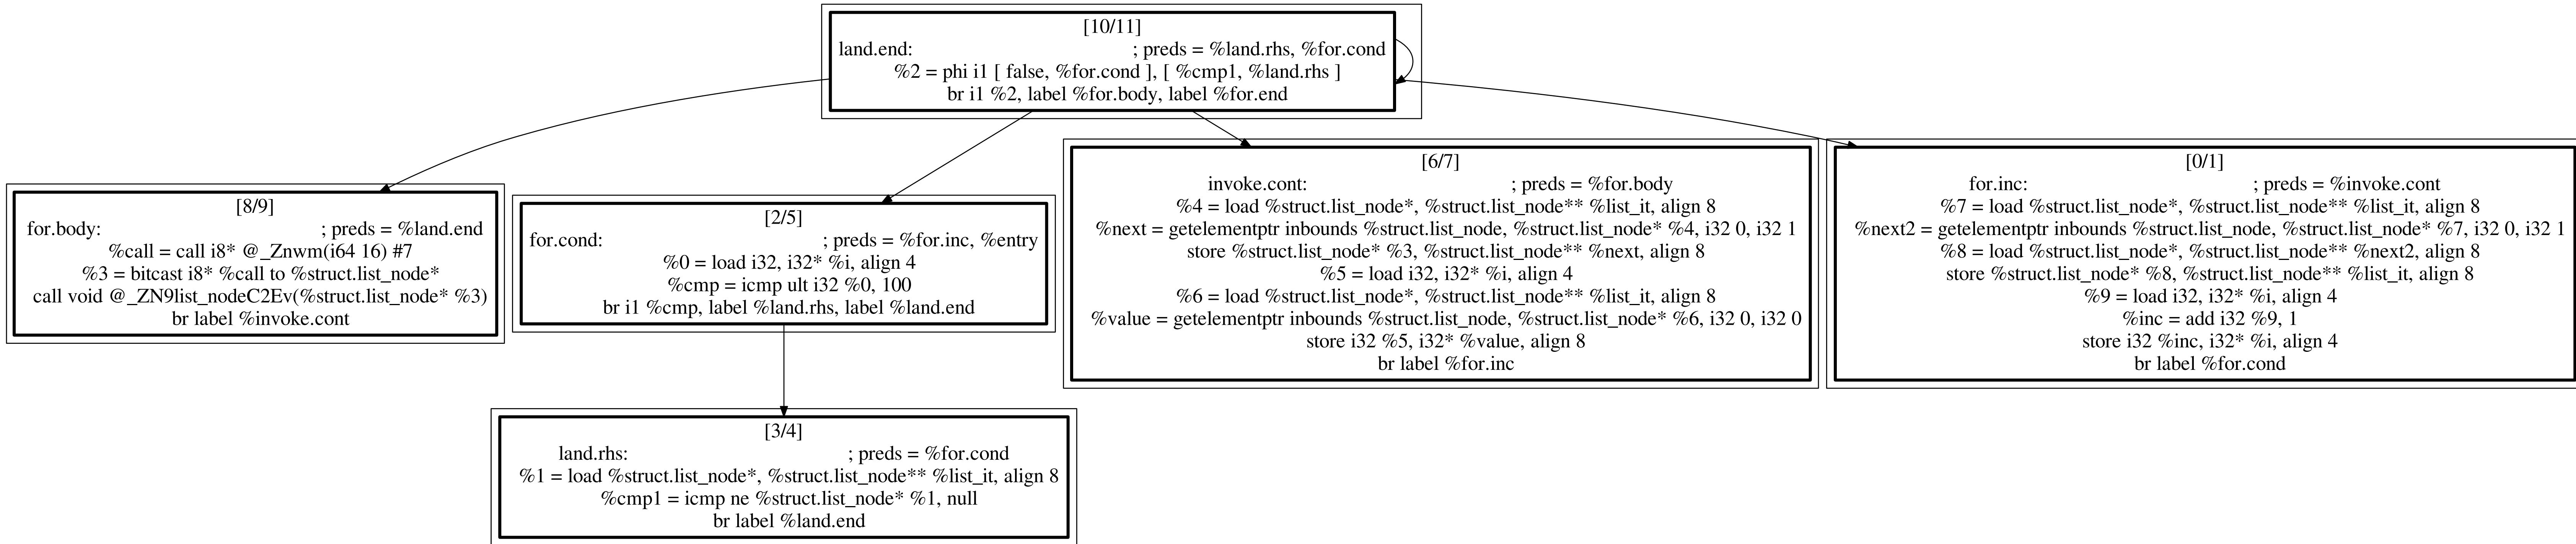 [10/11]
land.end: ; preds = %land.rhs, %for.cond
%2 = phi i1 [ false, %for.cond ], [ %cmp1, %land.rhs ]
br i1 %2, label %for.body, label %for.end
[8/9]
for.body: ; preds = %land.end
%call = call i8* @_Znwm(i64 16) #7
%3 = bitcast i8* %call to %struct.list_node*
call void @_ZN9list_nodeC2Ev(%struct.list_node* %3)
br label %invoke.cont
[2/5]
for.cond: ; preds = %for.inc, %entry
%0 = load i32, i32* %i, align 4
%cmp = icmp ult i32 %0, 100
br i1 %cmp, label %land.rhs, label %land.end
[6/7]
invoke.cont: ; preds = %for.body
%4 = load %struct.list_node*, %struct.list_node** %list_it, align 8
%next = getelementptr inbounds %struct.list_node, %struct.list_node* %4, i32 0, i32 1
store %struct.list_node* %3, %struct.list_node** %next, align 8
%5 = load i32, i32* %i, align 4
%6 = load %struct.list_node*, %struct.list_node** %list_it, align 8
%value = getelementptr inbounds %struct.list_node, %struct.list_node* %6, i32 0, i32 0
store i32 %5, i32* %value, align 8
br label %for.inc
[0/1]
for.inc: ; preds = %invoke.cont
%7 = load %struct.list_node*, %struct.list_node** %list_it, align 8
%next2 = getelementptr inbounds %struct.list_node, %struct.list_node* %7, i32 0, i32 1
%8 = load %struct.list_node*, %struct.list_node** %next2, align 8
store %struct.list_node* %8, %struct.list_node** %list_it, align 8
%9 = load i32, i32* %i, align 4
%inc = add i32 %9, 1
store i32 %inc, i32* %i, align 4
br label %for.cond
[3/4]
land.rhs: ; preds = %for.cond
%1 = load %struct.list_node*, %struct.list_node** %list_it, align 8
%cmp1 = icmp ne %struct.list_node* %1, null
br label %land.end